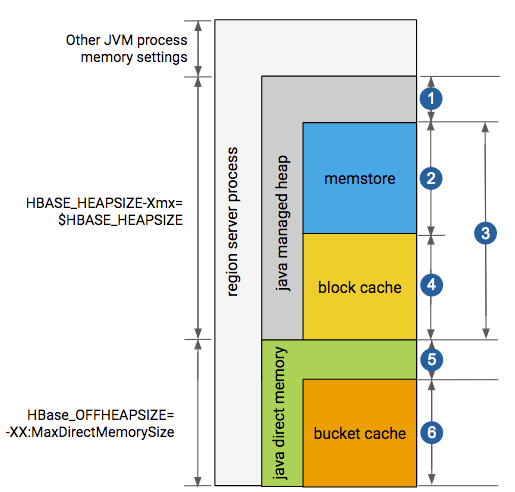 Other JVM process
memory settings
1
2
3
memstore
HBASE_HEAPSIZE-Xmx=
$HBASE_HEAPSIZE
region server process
java managed heap
block cache
4
5
java direct memory
HBase_OFFHEAPSIZE=
-XX:MaxDirectMemorySize
bucket cache
6